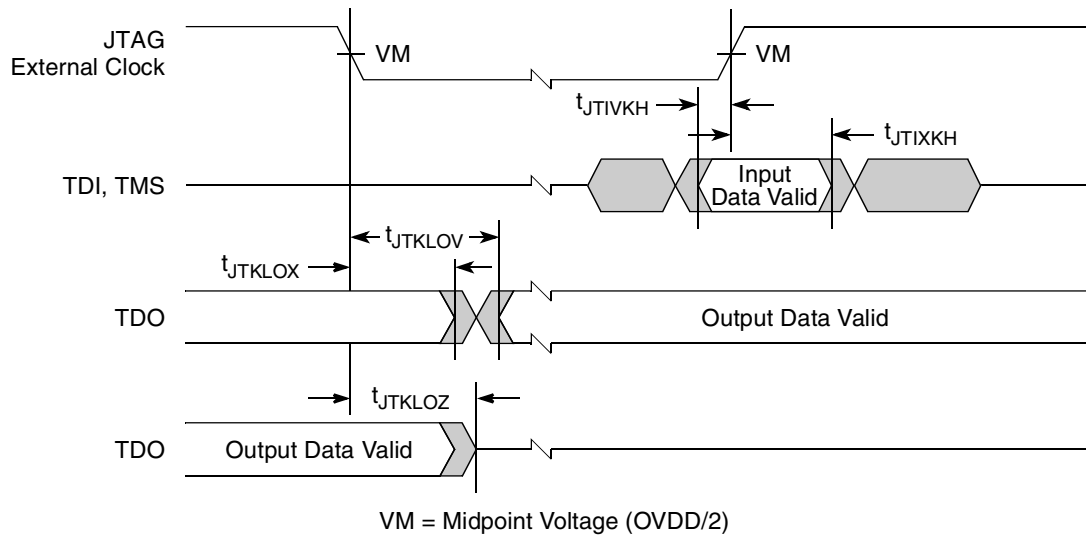 JTAG
External Clock
VM
VM
tJTIVKH
tJTIXKH
TDI, TMS
Input
Data Valid
tJTKLOV
tJTKLOX
TDO
Output Data Valid
tJTKLOZ
TDO
Output Data Valid
VM = Midpoint Voltage (OVDD/2)